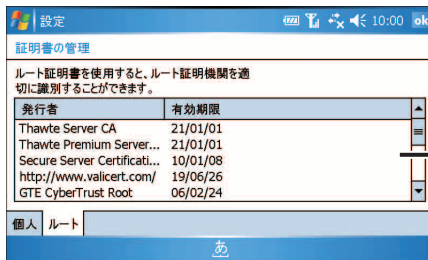 設定 10:00 ok
証明書の管理
ルート証明書を使用すると、ルート証明機関を適
切に識別することができます。
発行者 有効期限
Thawte Server CA 21/01/01
Thawte Premium Server... 21/01/01
Secure Server Certificati... 10/01/08
http://www.valicert.com/ 19/06/26
GTE CyberTrust Root 06/02/24
個人 ルート
あ